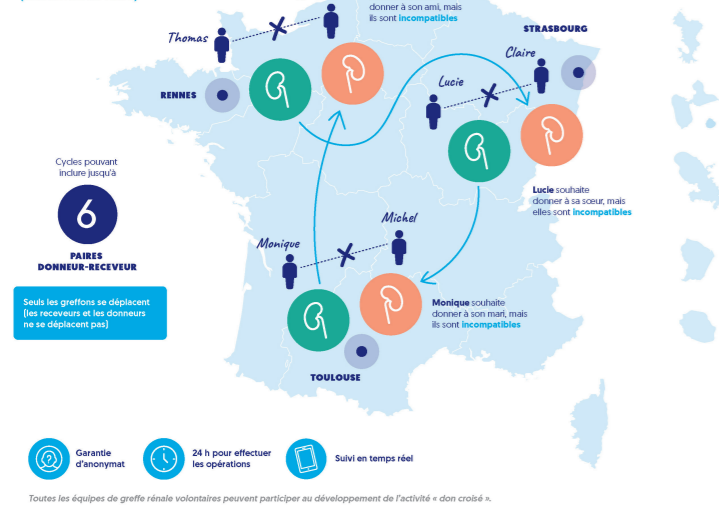 donner à son ami, mais
ils sont incompatibles
Thomas
RENNES
STRASBOURG
Claire
Lucie
Lucie souhaite
donner à sa sœur, mais
elles sont incompatibles
Cycles pouvant
inclure jusqu'à
6
PAIRES
DONNEUR-RECEVEUR
Seuls les greffons se déplacent
(les receveurs et les donneurs
ne se déplacent pas)
Michel
Monique
Monique souhaite
donner à son mari, mais
ils sont incompatibles
TOULOUSE
Garantie
d'anonymat
24 h pour effectuer
les opérations
Suivi en temps réel
Toutes les équipes de greffe rénale volontaires peuvent participer au développement de l'activité « don croisé ».